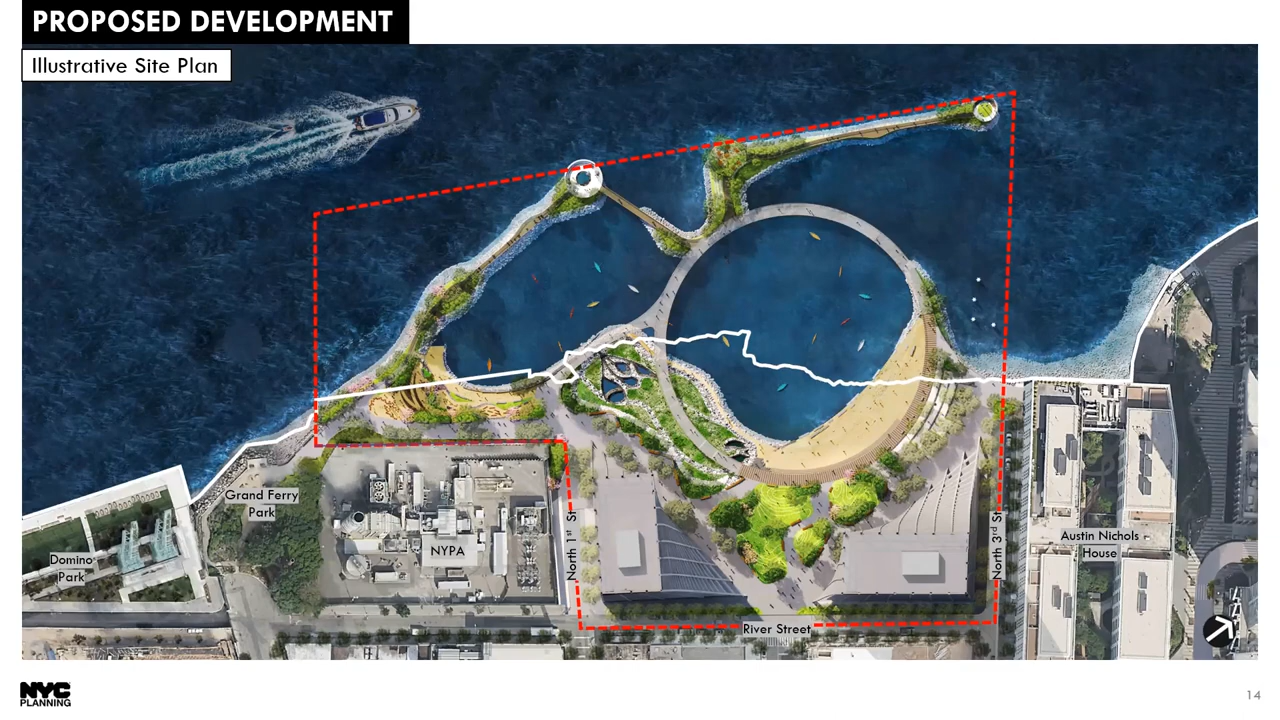 PROPOSED DEVELOPMENT
Illustrative Site Plan
Grand Ferry
Park
Domino
Park
NYPA
North 1st St
North 3rd St
Austin Nichols
House
River Street
NYC
PLANNING
14